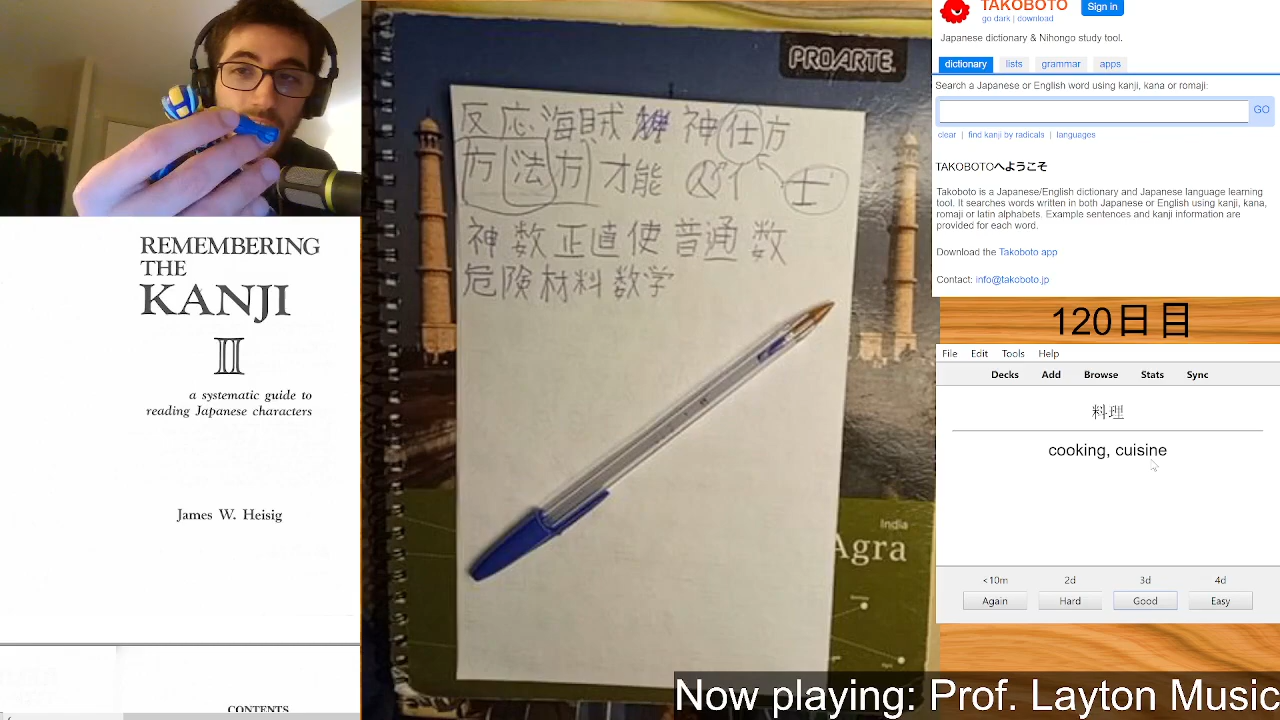 REMEMBERING
THE
KANJI
II
a systematic guide to
reading Japanese characters
James W. Heisig
CONTENTS
PRO/ARTE
反応海賊 神仕方
方法方才能 士
神数正直使普通数
危険材料数学
India
Agra
TAKOBOTO
Sign in
go dark | download
Japanese dictionary & Nihongo study tool.
dictionary lists grammar apps
Search a Japanese or English word using kanji, kana or romaji:
GO
clear | find kanji by radicals | languages
TAKOBOTOへようこそ
Takoboto is a Japanese/English dictionary and Japanese language learning
tool. It searches words written in both Japanese or English using kanji, kana,
romaji or latin alphabets. Example sentences and kanji information are
provided for each word.
Download the Takoboto app
Contact: info@takoboto.jp
120日目
File Edit Tools Help
Decks Add Browse Stats Sync
料理
cooking, cuisine
<10m 2d 3d 4d
Again Hard Good Easy
Now playing: Prof. Layton Music